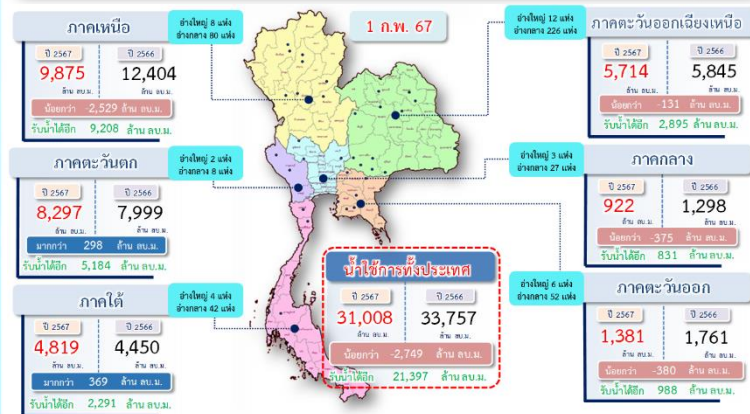 1 ก.พ. 67
ภาคเหนือ
ปี 2567 ปี 2566
9,875 12,404
ล้าน ลบ.ม. ล้าน ลบ.ม.
น้อยกว่า -2,529 ล้าน ลบ.ม.
รับน้ำได้อีก 9,208 ล้าน ลบ.ม.
อ่างใหญ่ 8 แห่ง
อ่างกลาง 80 แห่ง
ภาคตะวันตก
ปี 2567 ปี 2566
8,297 7,999
ล้าน ลบ.ม. ล้าน ลบ.ม.
มากกว่า 298 ล้าน ลบ.ม.
รับน้ำได้อีก 5,184 ล้าน ลบ.ม.
อ่างใหญ่ 2 แห่ง
อ่างกลาง 8 แห่ง
ภาคใต้
ปี 2567 ปี 2566
4,819 4,450
ล้าน ลบ.ม. ล้าน ลบ.ม.
มากกว่า 369 ล้าน ลบ.ม.
รับน้ำได้อีก 2,291 ล้าน ลบ.ม.
อ่างใหญ่ 4 แห่ง
อ่างกลาง 42 แห่ง
น้ำใช้การทั้งประเทศ
ปี 2567 ปี 2566
31,008 33,757
ล้าน ลบ.ม. ล้าน ลบ.ม.
น้อยกว่า -2,749 ล้าน ลบ.ม.
รับน้ำได้อีก 21,397 ล้าน ลบ.ม.
อ่างใหญ่ 12 แห่ง
อ่างกลาง 226 แห่ง
ภาคตะวันออกเฉียงเหนือ
ปี 2567 ปี 2566
5,714 5,845
ล้าน ลบ.ม. ล้าน ลบ.ม.
น้อยกว่า -131 ล้าน ลบ.ม.
รับน้ำได้อีก 2,895 ล้าน ลบ.ม.
อ่างใหญ่ 3 แห่ง
อ่างกลาง 27 แห่ง
ภาคกลาง
ปี 2567 ปี 2566
922 1,298
ล้าน ลบ.ม. ล้าน ลบ.ม.
น้อยกว่า -375 ล้าน ลบ.ม.
รับน้ำได้อีก 831 ล้าน ลบ.ม.
อ่างใหญ่ 6 แห่ง
อ่างกลาง 52 แห่ง
ภาคตะวันออก
ปี 2567 ปี 2566
1,381 1,761
ล้าน ลบ.ม. ล้าน ลบ.ม.
น้อยกว่า -380 ล้าน ลบ.ม.
รับน้ำได้อีก 988 ล้าน ลบ.ม.